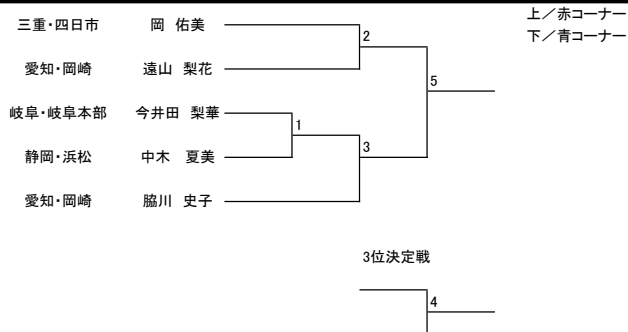 上／赤コーナー
下／青コーナー
三重・四日市 岡 佑美
2
愛知・岡崎 遠山 梨花
5
岐阜・岐阜本部 今井田 梨華
1
3
静岡・浜松 中木 夏美
愛知・岡崎 脇川 史子
3位決定戦
4